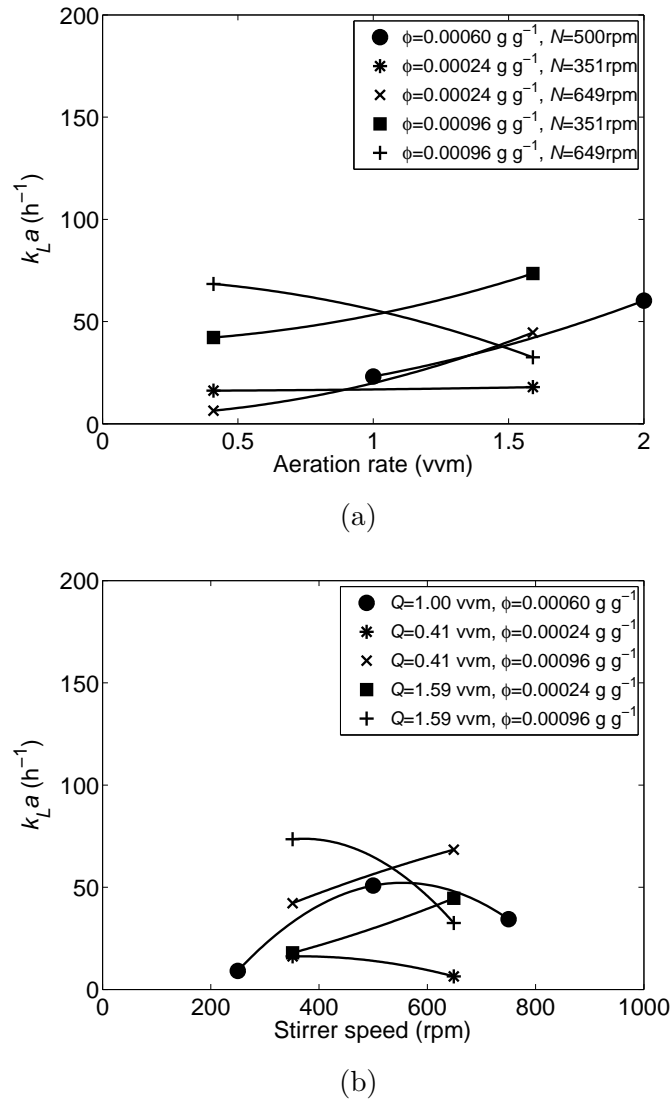 200
150
100
50
0
k_L a (h⁻¹)
ϕ=0.00060 g g⁻¹, N=500rpm
ϕ=0.00024 g g⁻¹, N=351rpm
ϕ=0.00024 g g⁻¹, N=649rpm
ϕ=0.00096 g g⁻¹, N=351rpm
ϕ=0.00096 g g⁻¹, N=649rpm
0 0.5 1 1.5 2
Aeration rate (vvm)
(a)
200
150
100
50
0
k_L a (h⁻¹)
Q=1.00 vvm, ϕ=0.00060 g g⁻¹
Q=0.41 vvm, ϕ=0.00024 g g⁻¹
Q=0.41 vvm, ϕ=0.00096 g g⁻¹
Q=1.59 vvm, ϕ=0.00024 g g⁻¹
Q=1.59 vvm, ϕ=0.00096 g g⁻¹
0 200 400 600 800 1000
Stirrer speed (rpm)
(b)